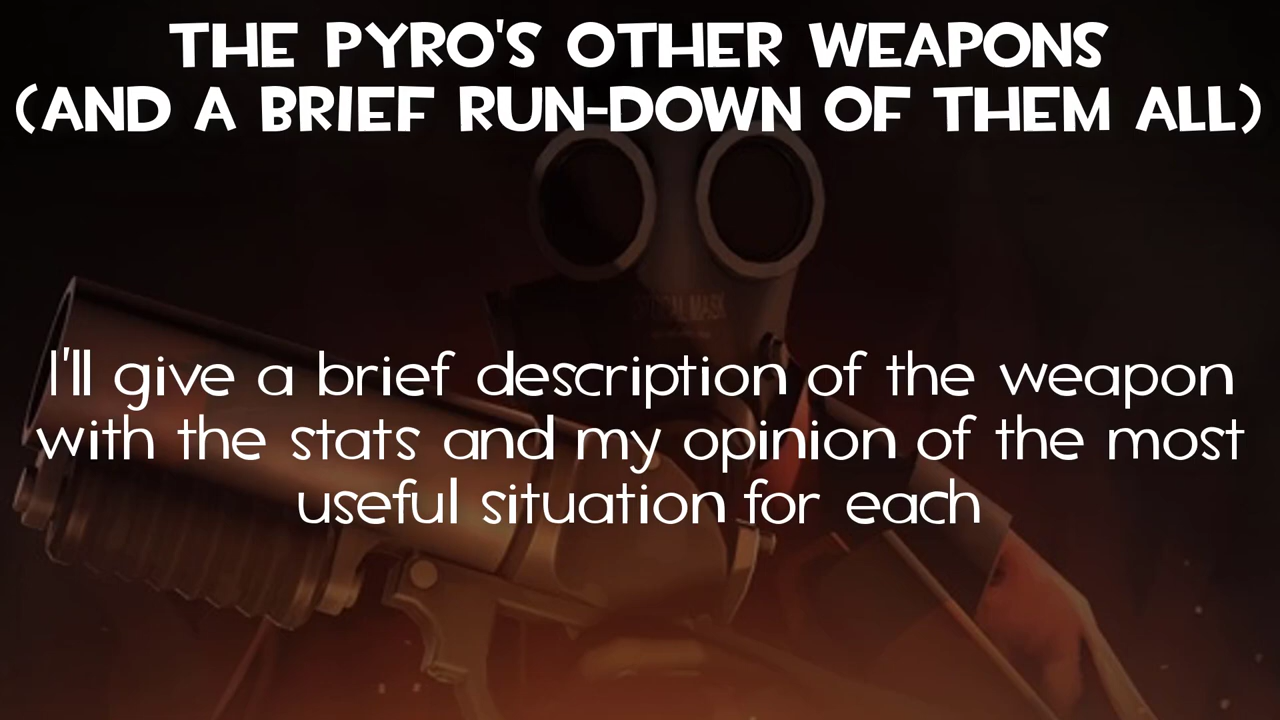 THE PYRO'S OTHER WEAPONS
(AND A BRIEF RUN-DOWN OF THEM ALL)
I'll give a brief description of the weapon
with the stats and my opinion of the most
useful situation for each